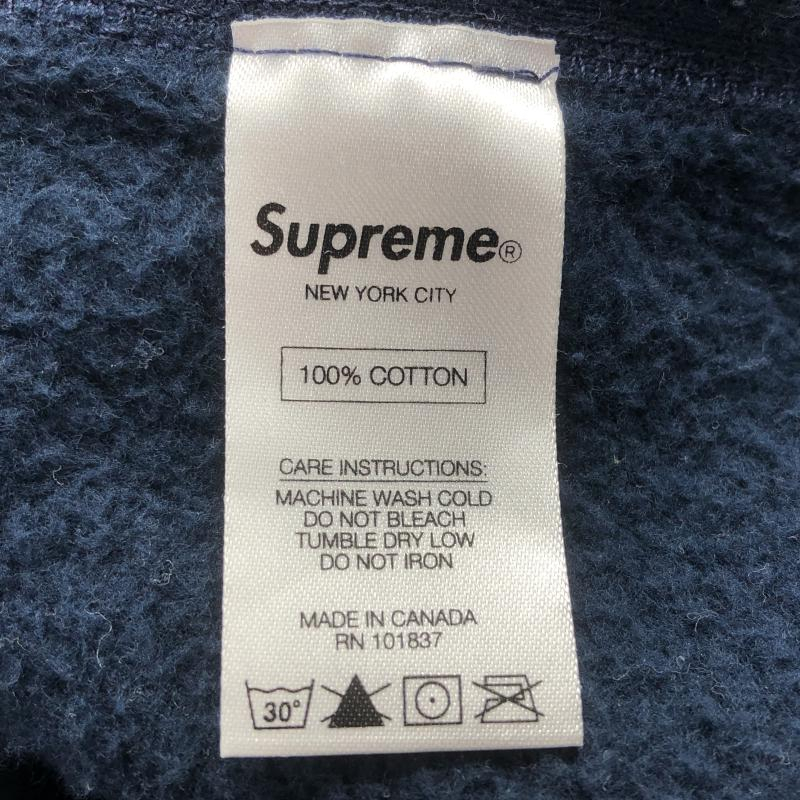 Supreme®
NEW YORK CITY
100% COTTON
CARE INSTRUCTIONS:
MACHINE WASH COLD
DO NOT BLEACH
TUMBLE DRY LOW
DO NOT IRON
MADE IN CANADA
RN 101837
30°